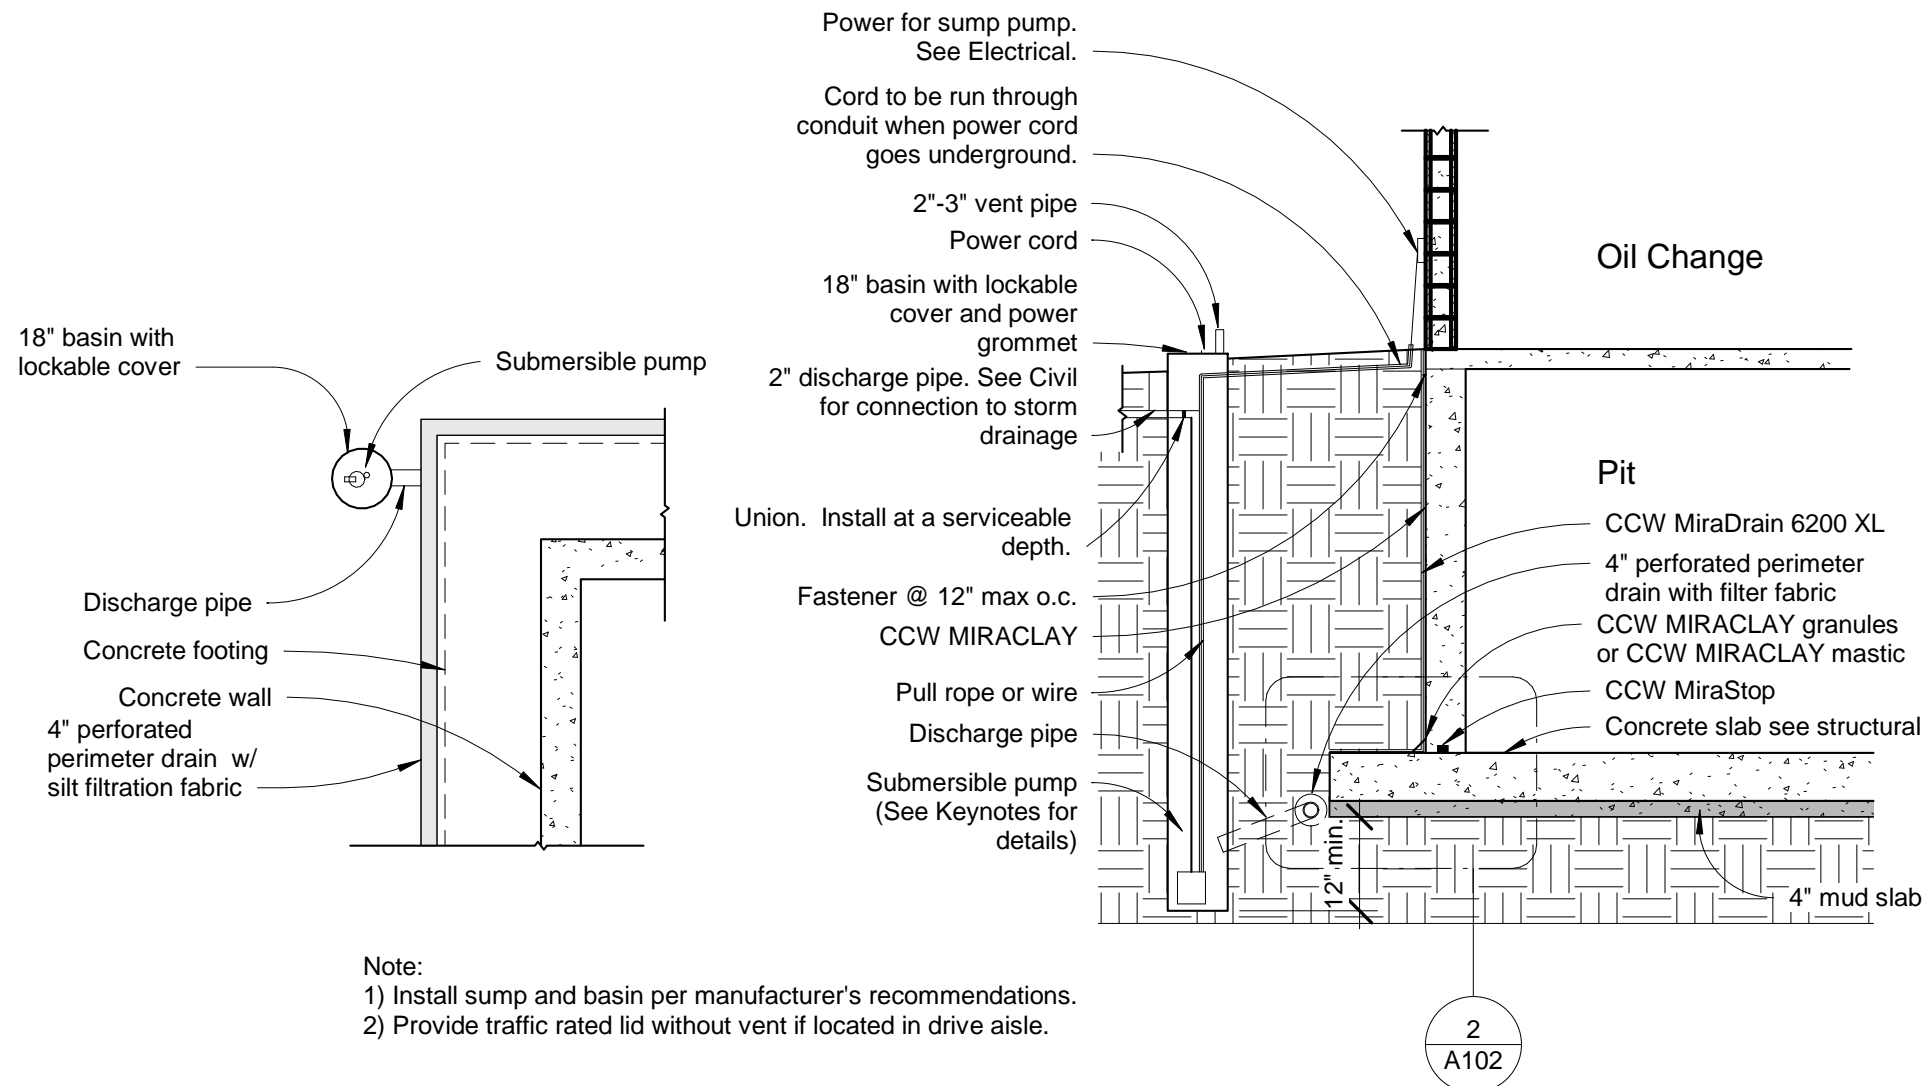 Power for sump pump.
See Electrical.
Cord to be run through
conduit when power cord
goes underground.
2"-3" vent pipe
Power cord
18" basin with lockable
cover and power
grommet
2" discharge pipe. See Civil
for connection to storm
drainage
Union.  Install at a serviceable
depth.
Fastener @ 12" max o.c.
CCW MIRACLAY
Pull rope or wire
Discharge pipe
Submersible pump
(See Keynotes for
details)
18" basin with
lockable cover
Submersible pump
Discharge pipe
Concrete footing
Concrete wall
4" perforated
perimeter drain  w/
silt filtration fabric
Oil Change
Pit
CCW MiraDrain 6200 XL
4" perforated perimeter
drain with filter fabric
CCW MIRACLAY granules
or CCW MIRACLAY mastic
CCW MiraStop
Concrete slab see structural
12" min.
4" mud slab
Note:
1) Install sump and basin per manufacturer's recommendations.
2) Provide traffic rated lid without vent if located in drive aisle.
2
A102